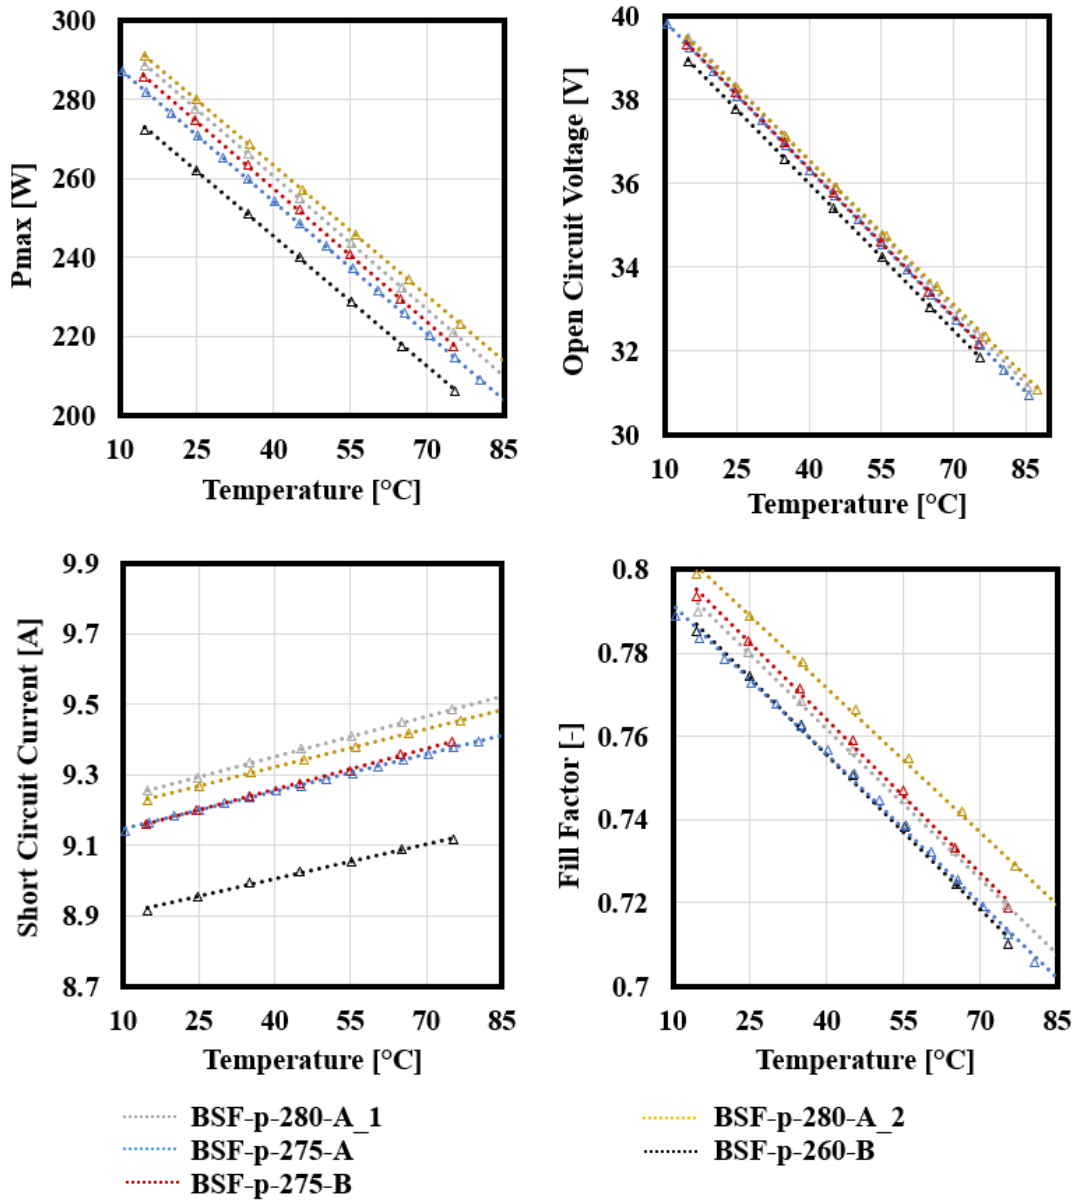 300
280
260
240
220
200
Pmax [W]
10 25 40 55 70 85
Temperature [°C]
40
38
36
34
32
30
Open Circuit Voltage [V]
10 25 40 55 70 85
Temperature [°C]
9.9
9.7
9.5
9.3
9.1
8.9
8.7
Short Circuit Current [A]
10 25 40 55 70 85
Temperature [°C]
0.8
0.78
0.76
0.74
0.72
0.7
Fill Factor [-]
10 25 40 55 70 85
Temperature [°C]
BSF-p-280-A_1
BSF-p-275-A
BSF-p-275-B
BSF-p-280-A_2
BSF-p-260-B